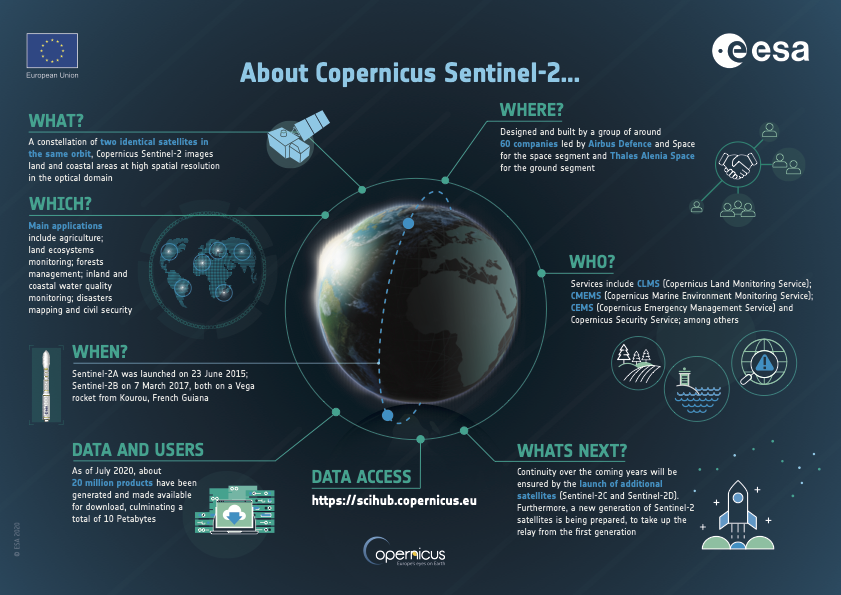 European Union
esa
About Copernicus Sentinel-2...
WHAT?
A constellation of two identical satellites in
the same orbit, Copernicus Sentinel-2 images
land and coastal areas at high spatial resolution
in the optical domain
WHERE?
Designed and built by a group of around
60 companies led by Airbus Defence and Space
for the space segment and Thales Alenia Space
for the ground segment
WHICH?
Main applications
include agriculture;
land ecosystems
monitoring; forests
management; inland and
coastal water quality
monitoring; disasters
mapping and civil security
WHO?
Services include CLMS (Copernicus Land Monitoring Service);
CMEMS (Copernicus Marine Environment Monitoring Service);
CEMS (Copernicus Emergency Management Service) and
Copernicus Security Service; among others
WHEN?
Sentinel-2A was launched on 23 June 2015;
Sentinel-2B on 7 March 2017, both on a Vega
rocket from Kourou, French Guiana
DATA AND USERS
As of July 2020, about
20 million products have been
generated and made available
for download, culminating a
total of 10 Petabytes
DATA ACCESS
https://scihub.copernicus.eu
WHATS NEXT?
Continuity over the coming years will be
ensured by the launch of additional
satellites (Sentinel-2C and Sentinel-2D).
Furthermore, a new generation of Sentinel-2
satellites is being prepared, to take up the
relay from the first generation
opernicus
Europe's eyes on Earth
© ESA 2020